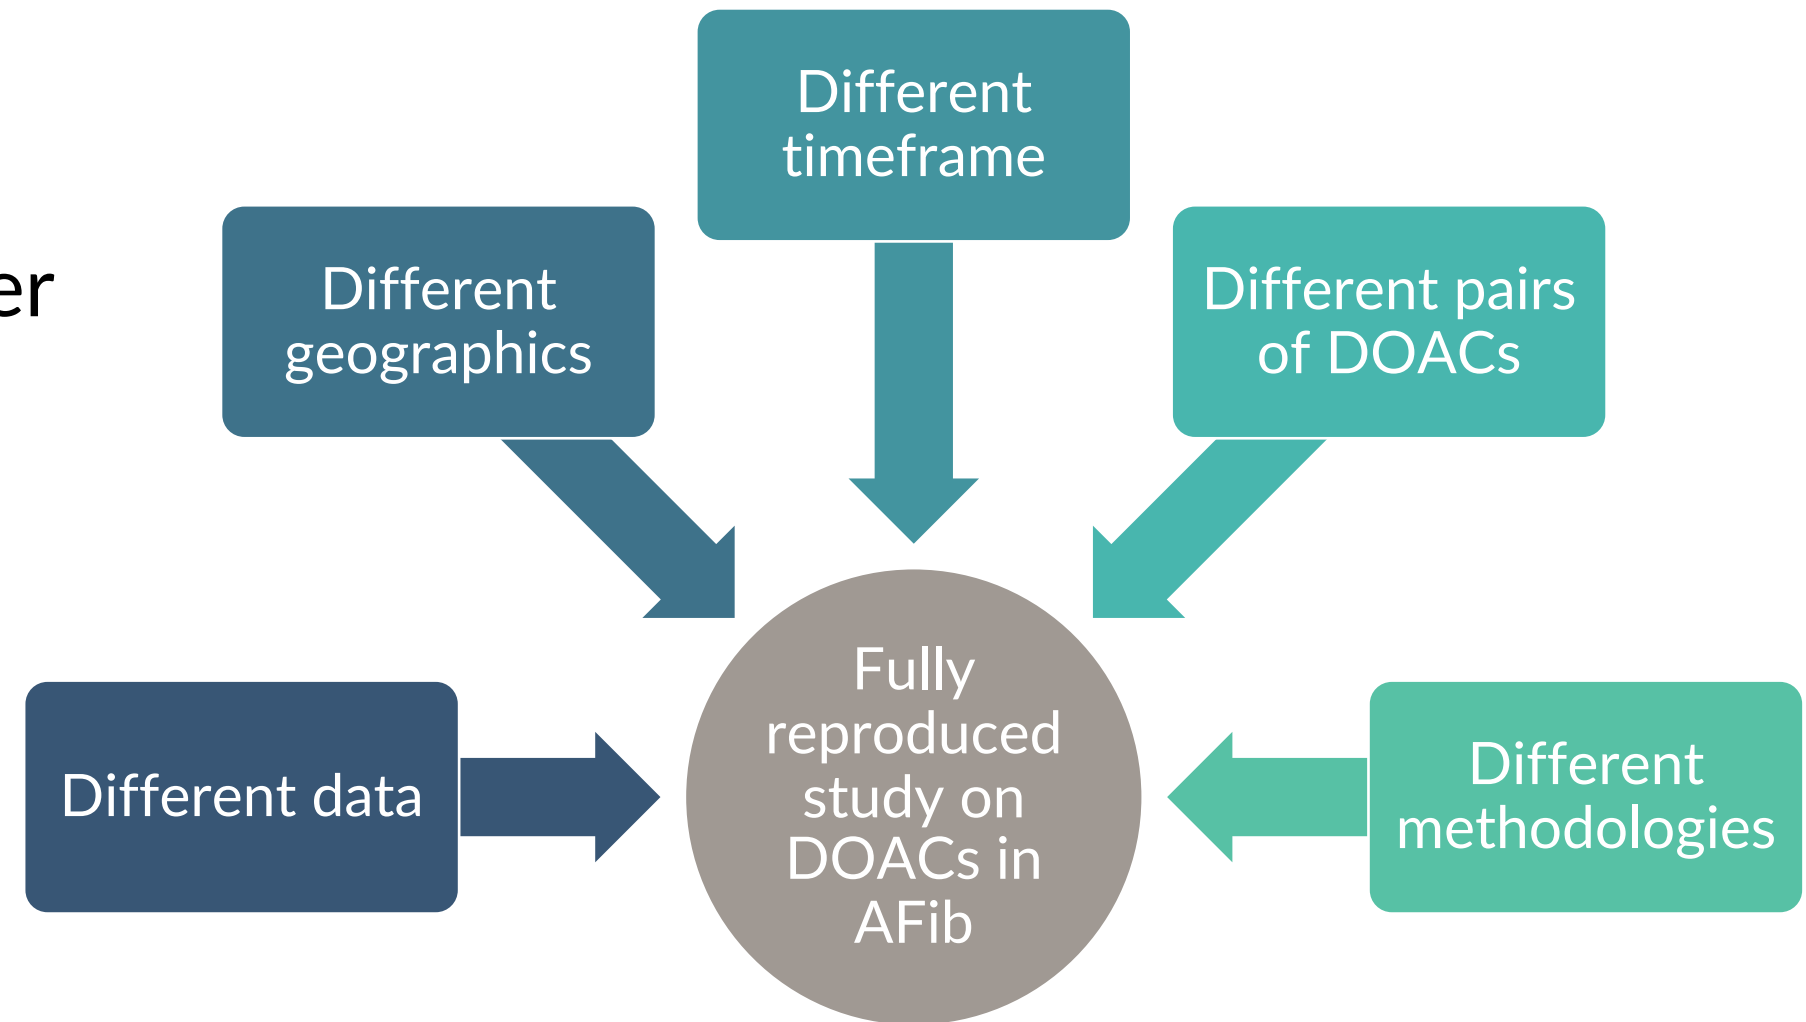 Different
timeframe
er
Different
geographics
Different pairs
of DOACs
Different data
Fully
reproduced
study on
DOACs in
AFib
Different
methodologies